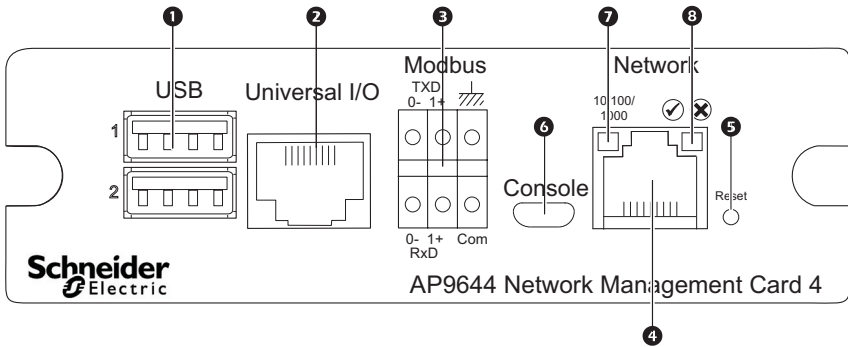 1 2 3 7 8
USB
Universal I/O
Modbus
TXD
0- 1+
Network
10/100/
1000
1
2
6
5
Console
Reset
0- 1+ Com
RxD
Schneider
Electric
AP9644 Network Management Card 4
4